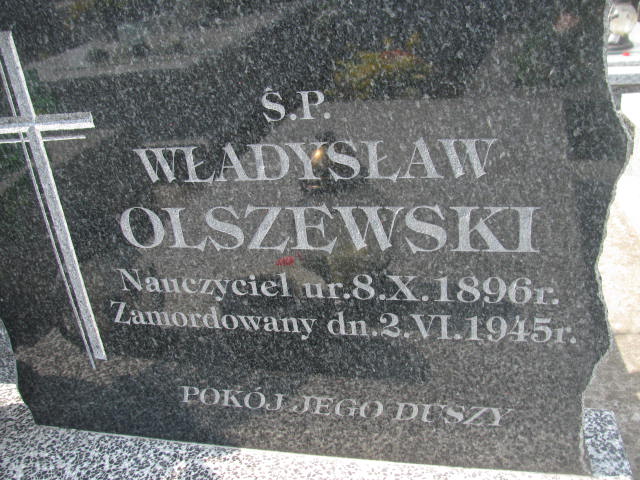 Ś.P.
WŁADYSŁAW
OLSZEWSKI
Nauczyciel ur.8.X.1896r.
Zamordowany dn.2.VI.1945r.
POKÓJ JEGO DUSZY